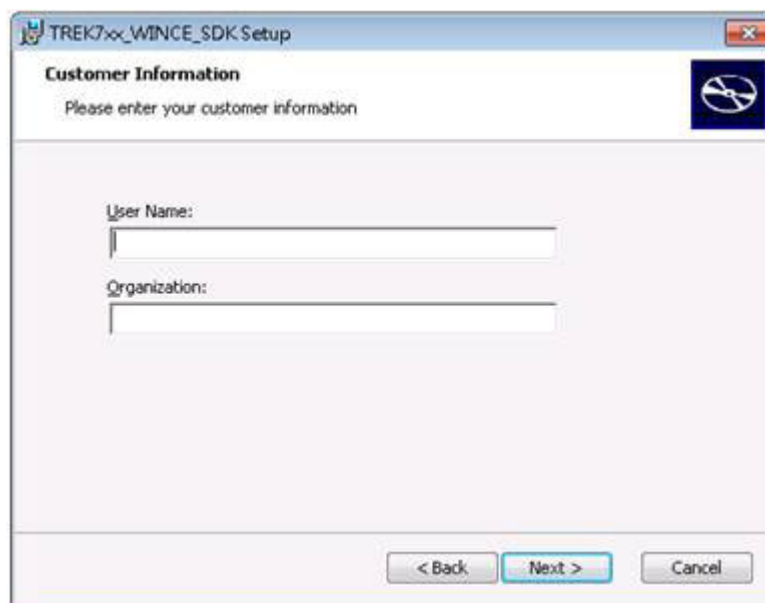 TREK7xx_WINCE_SDK Setup
Customer Information
Please enter your customer information
User Name:
Organization:
< Back
Next >
Cancel